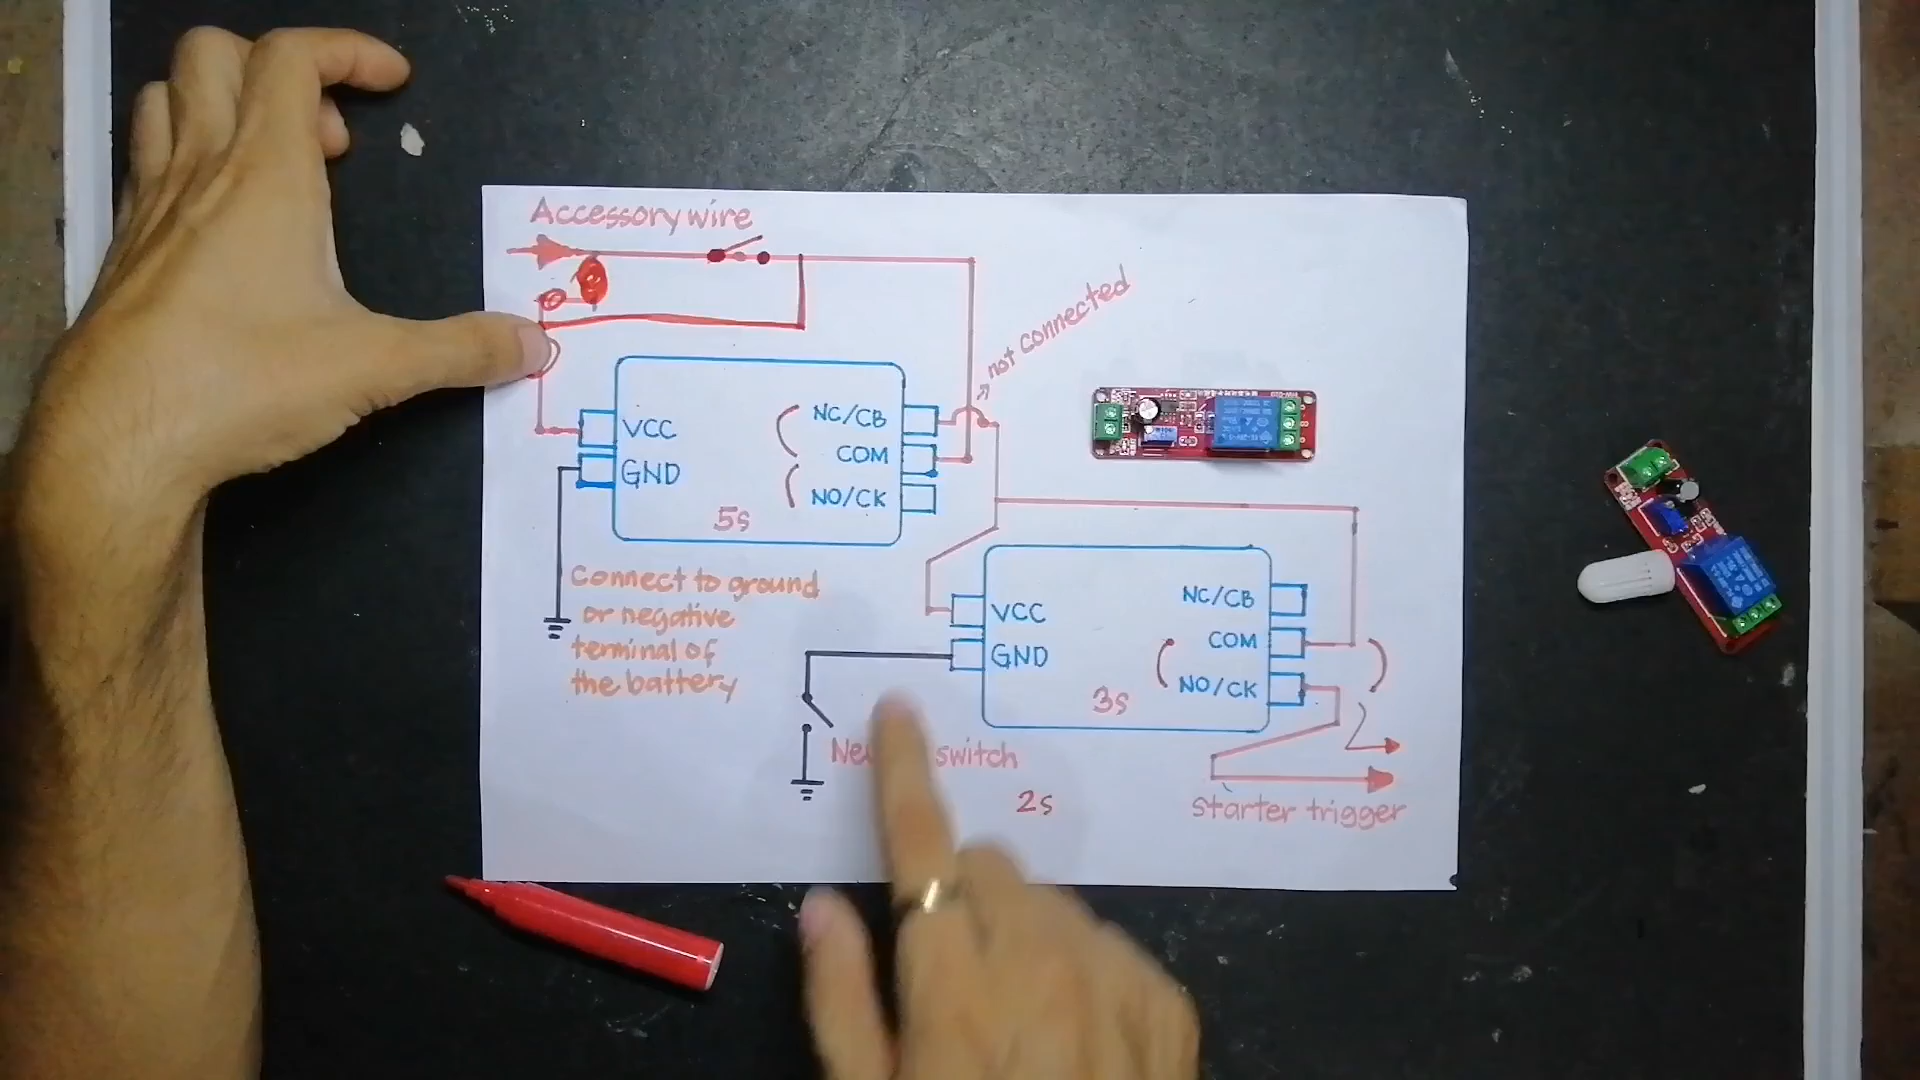 Accessory wire
not connected
VCC
GND
NC/CB
COM
NO/CK
5s
Connect to ground
or negative
terminal of
the battery
VCC
GND
NC/CB
COM
NO/CK
3s
switch
2s
starter trigger